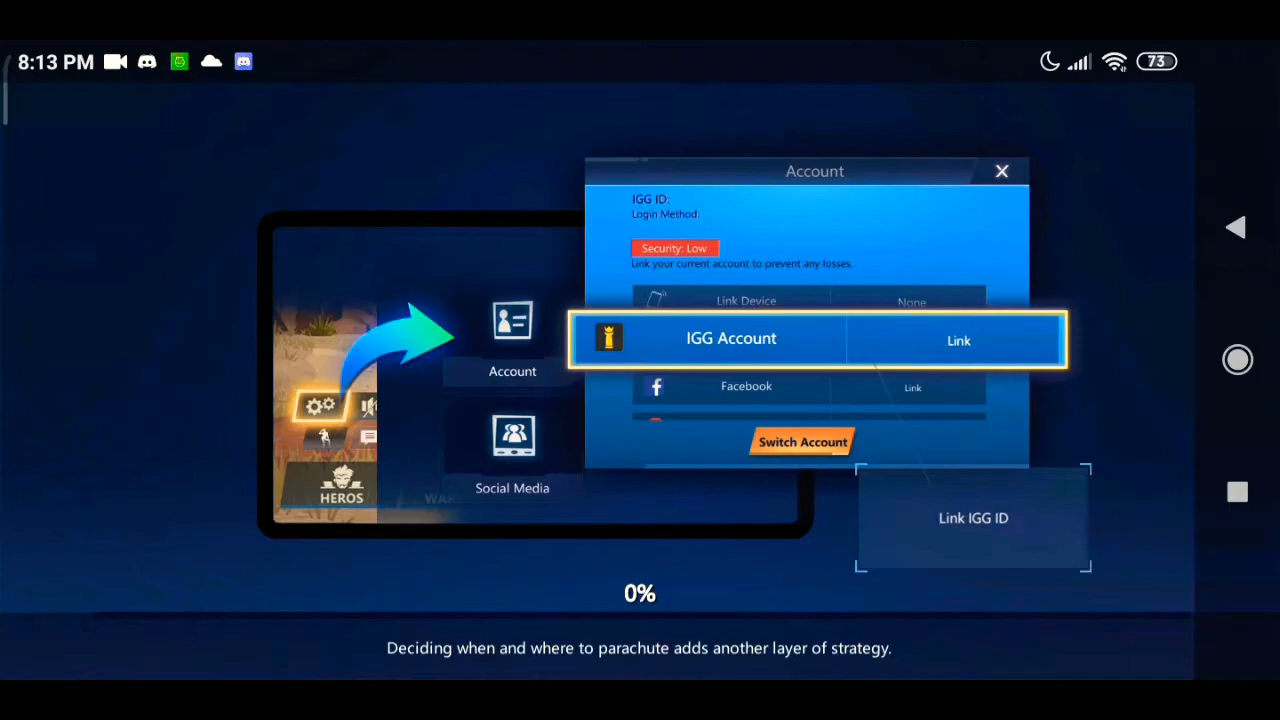 8:13 PM
73
Account
IGG ID:
Login Method:
Security: Low
Link your current account to prevent any losses.
Link Device
None
IGG Account
Link
Facebook
Link
Switch Account
Account
Social Media
HEROS
WAR
Link IGG ID
0%
Deciding when and where to parachute adds another layer of strategy.